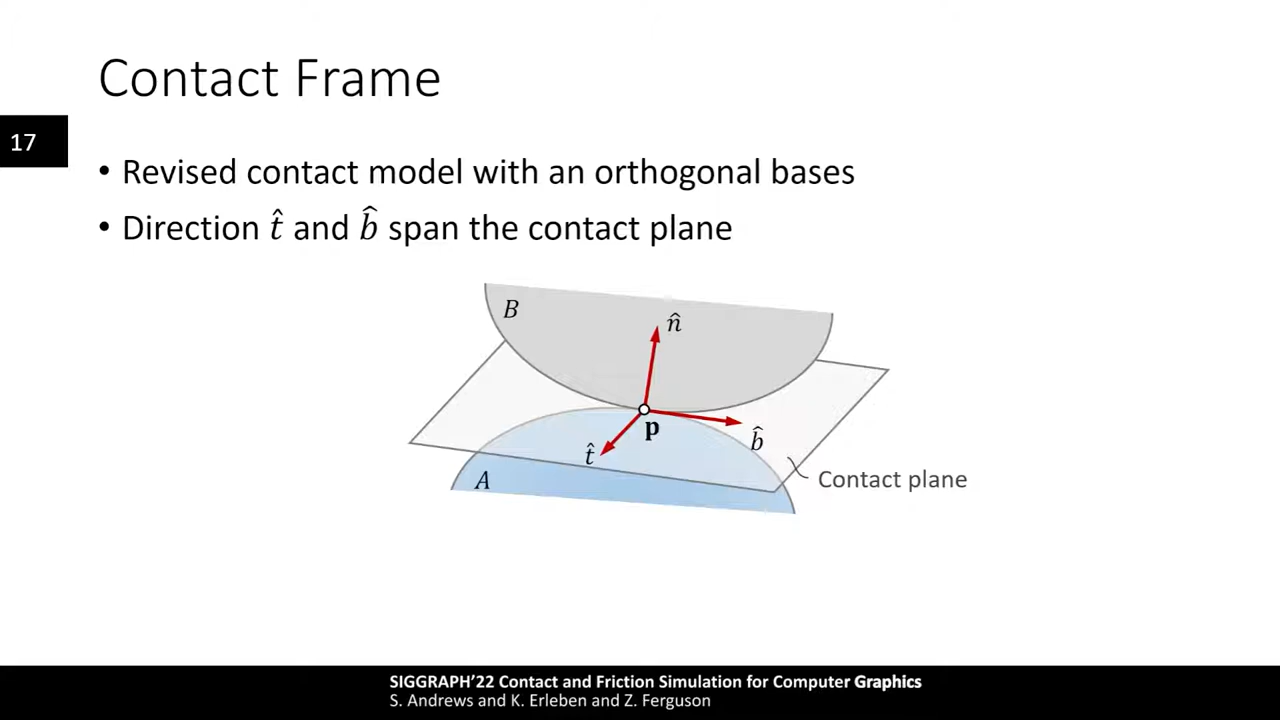 Contact Frame
17
• Revised contact model with an orthogonal bases
• Direction t̂ and b̂ span the contact plane
B
n̂
p
b̂
t̂
A
Contact plane
SIGGRAPH’22 Contact and Friction Simulation for Computer Graphics
S. Andrews and K. Erleben and Z. Ferguson